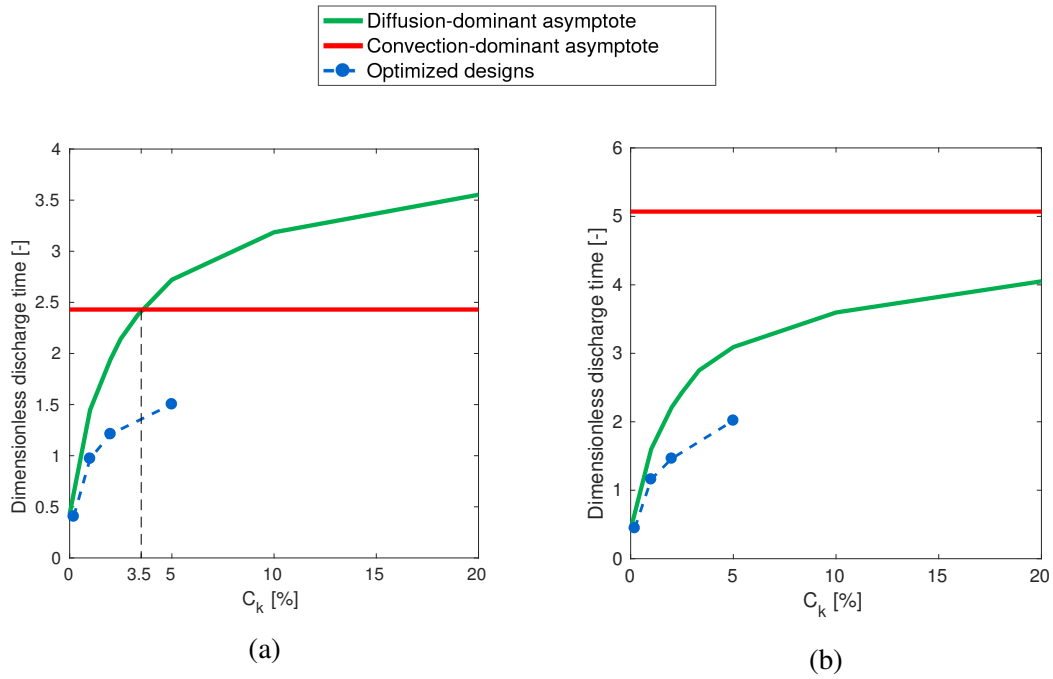 Diffusion-dominant asymptote
Convection-dominant asymptote
Optimized designs
Dimensionless discharge time [-]
4
3.5
3
2.5
2
1.5
1
0.5
0
0 3.5 5 10 15 20
C_k [%]
(a)
Dimensionless discharge time [-]
6
5
4
3
2
1
0
0 5 10 15 20
C_k [%]
(b)